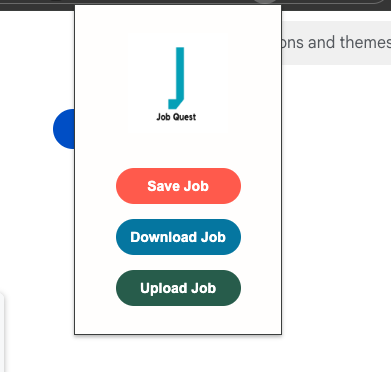 ons and themes
Job Quest
Save Job
Download Job
Upload Job